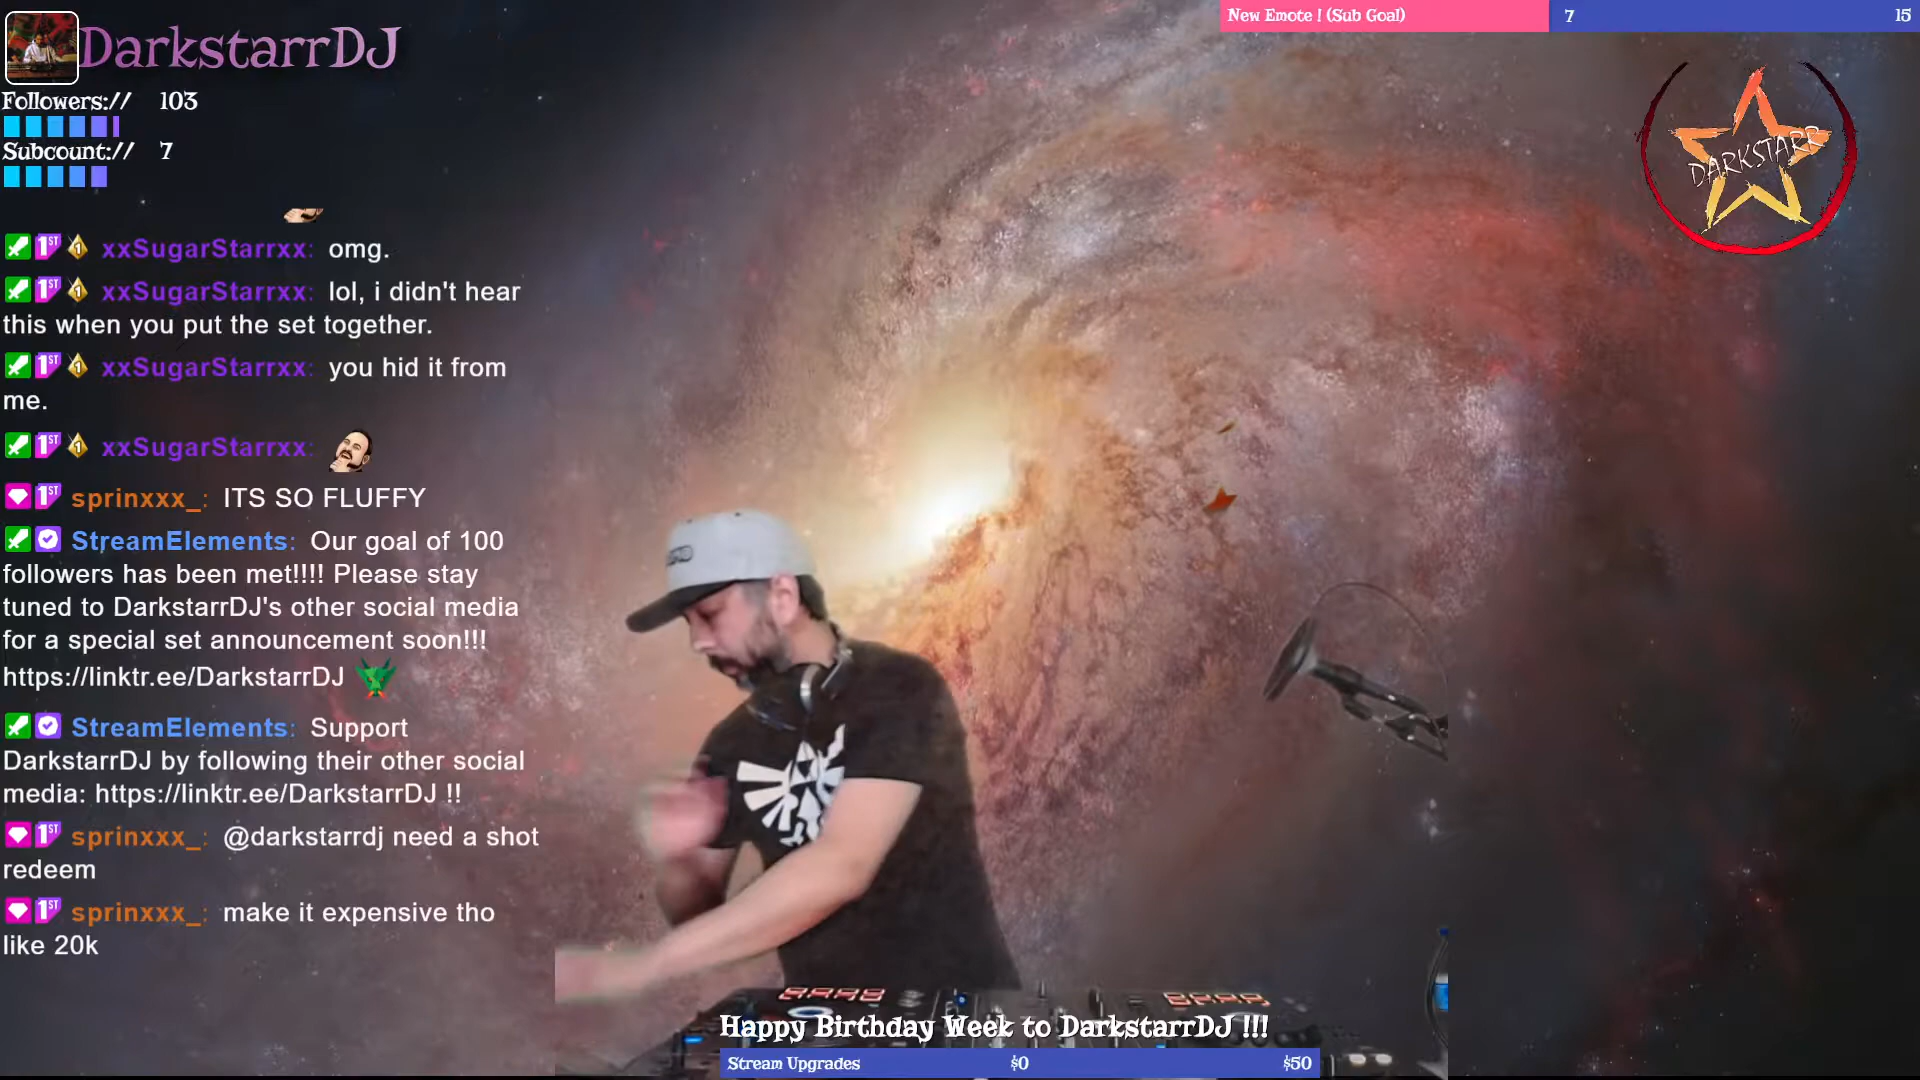 DarkstarrDJ
Followers:// 103
Subcount:// 7
xxSugarStarrxx: omg.
xxSugarStarrxx: lol, i didn't hear
this when you put the set together.
xxSugarStarrxx: you hid it from
me.
xxSugarStarrxx:
sprinxxx_: ITS SO FLUFFY
StreamElements: Our goal of 100
followers has been met!!!! Please stay
tuned to DarkstarrDJ's other social media
for a special set announcement soon!!!
https://linktr.ee/DarkstarrDJ
StreamElements: Support
DarkstarrDJ by following their other social
media: https://linktr.ee/DarkstarrDJ !!
sprinxxx_: @darkstarrdj need a shot
redeem
sprinxxx_: make it expensive tho
like 20k
New Emote ! (Sub Goal) 7 15
DARKSTARR
Happy Birthday Week to DarkstarrDJ !!!
Stream Upgrades $0 $50